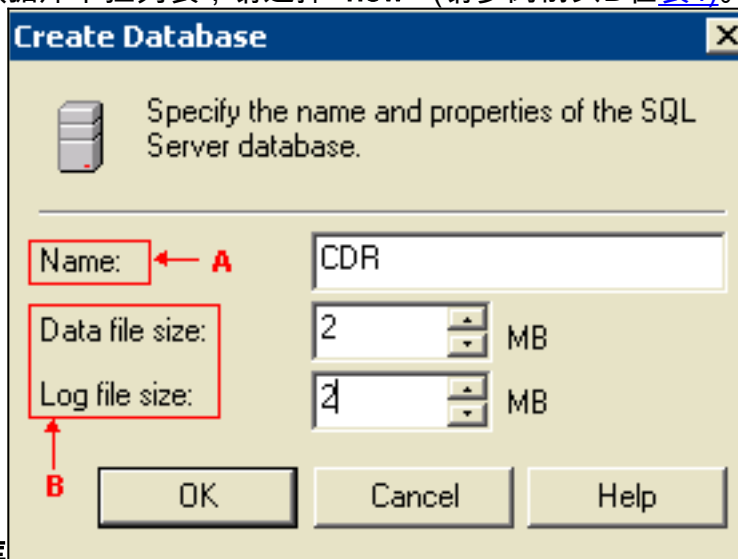 Create Database
Specify the name and properties of the SQL
Server database.
Name: A CDR
Data file size: 2 MB
Log file size: 2 MB
B OK Cancel Help